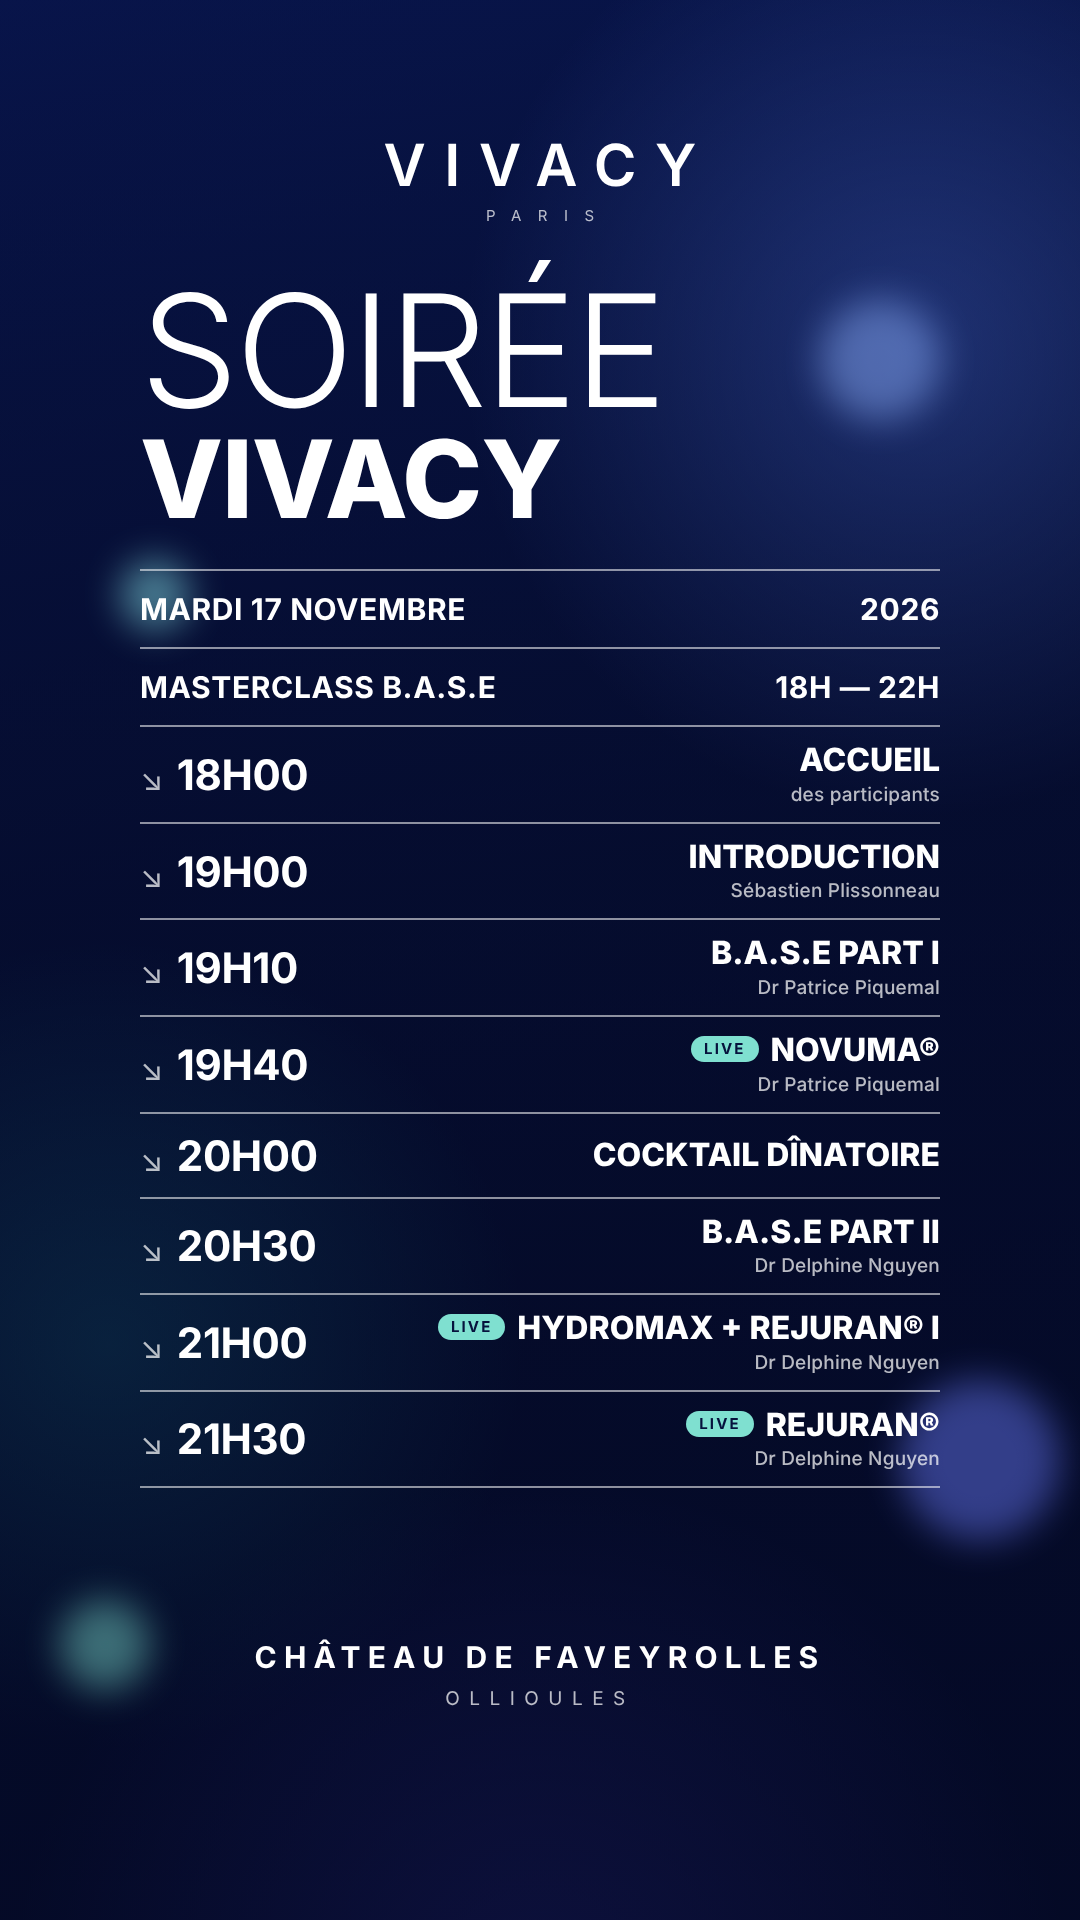 VIVACY
PARIS
SOIRÉE
VIVACY
MARDI 17 NOVEMBRE 2026
MASTERCLASS B.A.S.E 18H — 22H
↘ 18H00 ACCUEIL
des participants
↘ 19H00 INTRODUCTION
Sébastien Plissonneau
↘ 19H10 B.A.S.E PART I
Dr Patrice Piquemal
↘ 19H40 LIVE NOVUMA®
Dr Patrice Piquemal
↘ 20H00 COCKTAIL DÎNATOIRE
↘ 20H30 B.A.S.E PART II
Dr Delphine Nguyen
↘ 21H00 LIVE HYDROMAX + REJURAN® I
Dr Delphine Nguyen
↘ 21H30 LIVE REJURAN®
Dr Delphine Nguyen
CHÂTEAU DE FAVEYROLLES
OLLIOULES